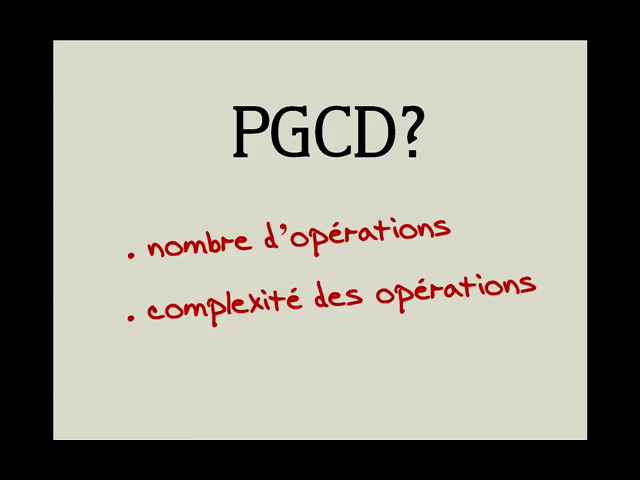 PGCD?
. nombre d'opérations
. complexité des opérations